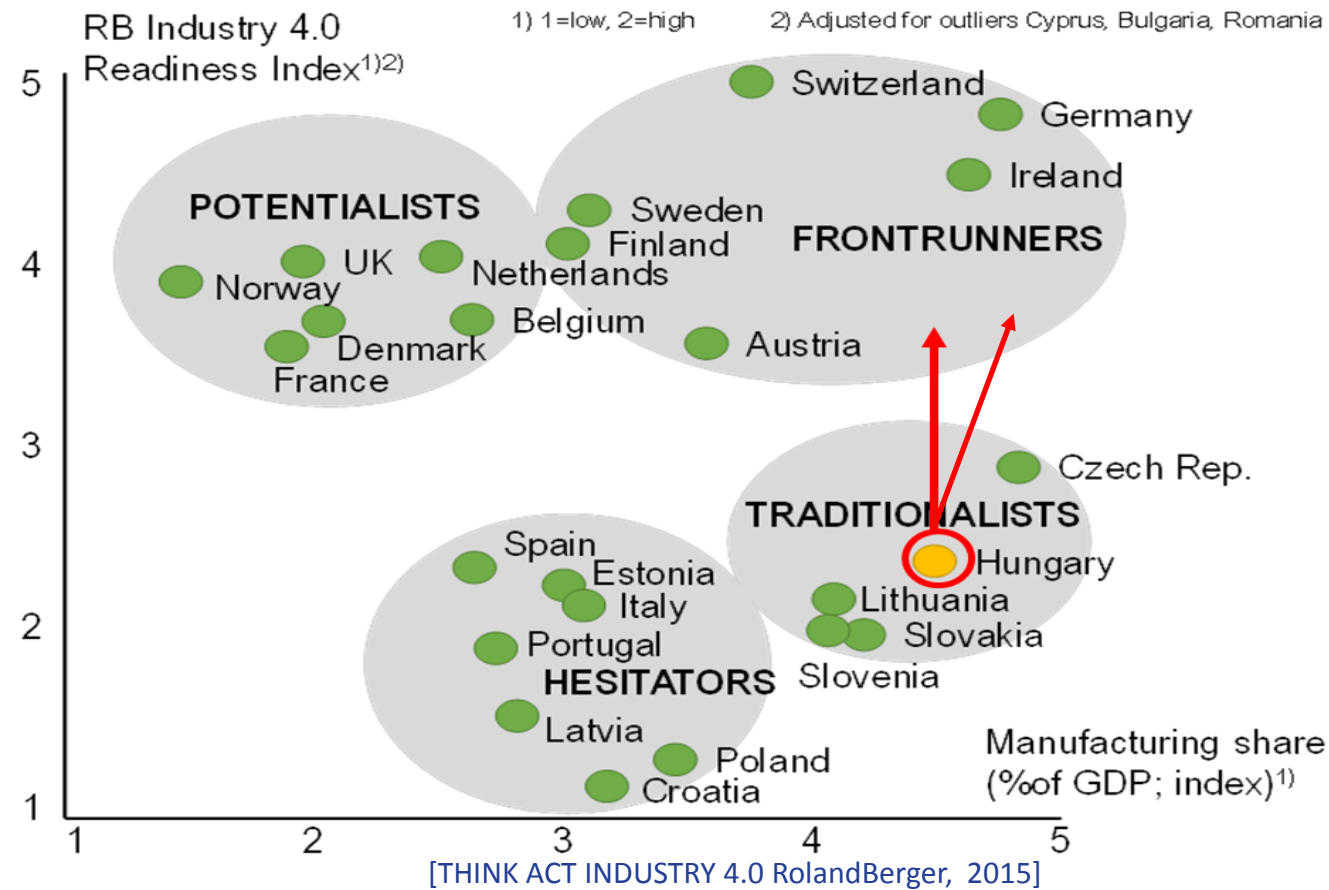 RB Industry 4.0
Readiness Index1)2)
1) 1=low, 2=high
2) Adjusted for outliers Cyprus, Bulgaria, Romania
5
4
3
2
1
Switzerland
Germany
Ireland
POTENTIALISTS
Sweden
FRONTRUNNERS
Finland
UK
Netherlands
Norway
Belgium
Denmark
Austria
France
Czech Rep.
TRADITIONALISTS
Spain
Hungary
Estonia
Lithuania
Italy
Slovakia
Portugal
Slovenia
HESITATORS
Latvia
Manufacturing share
(%of GDP; index)1)
Poland
Croatia
1
2
3
4
5
[THINK ACT INDUSTRY 4.0 RolandBerger, 2015]